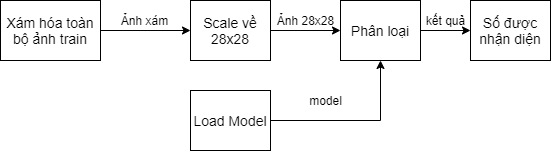 Xám hóa toàn
bộ ảnh train
Ảnh xám
Scale về
28x28
Ảnh 28x28
Phân loại
kết quả
Số được
nhận diện
Load Model
model